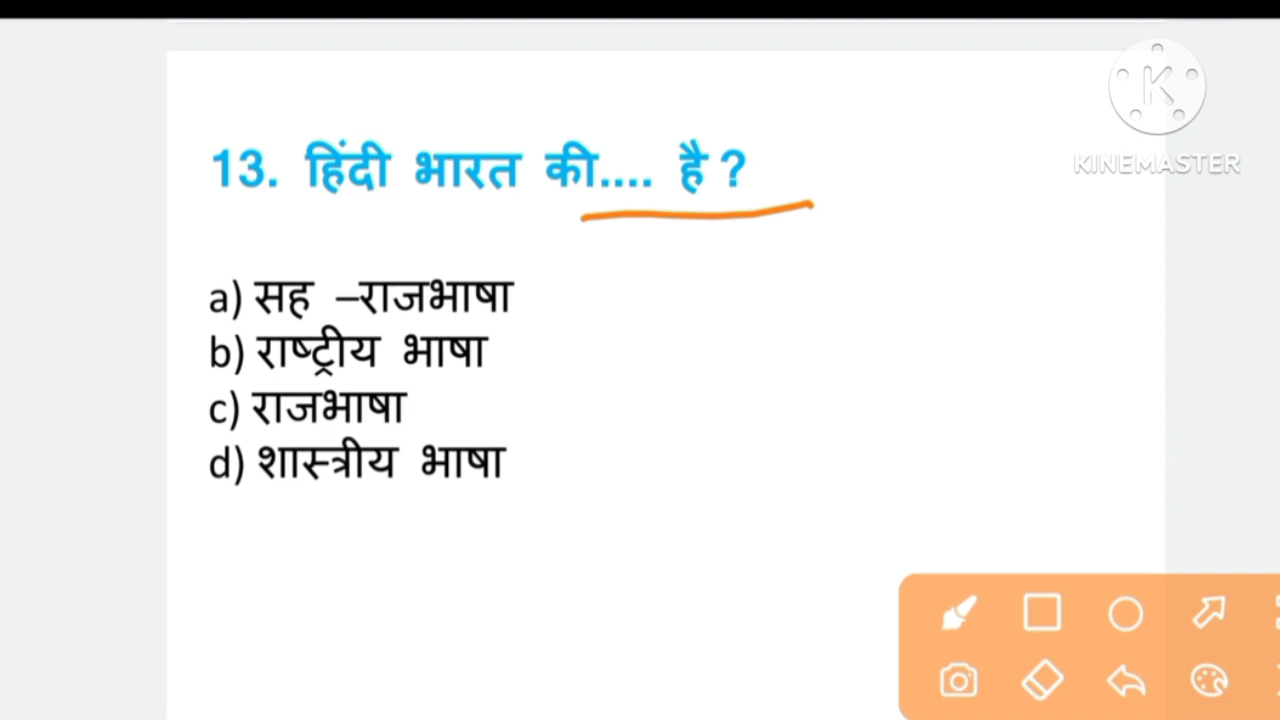 KINEMASTER
13. हिंदी भारत की.... है ?
a) सह –राजभाषा
b) राष्ट्रीय भाषा
c) राजभाषा
d) शास्त्रीय भाषा